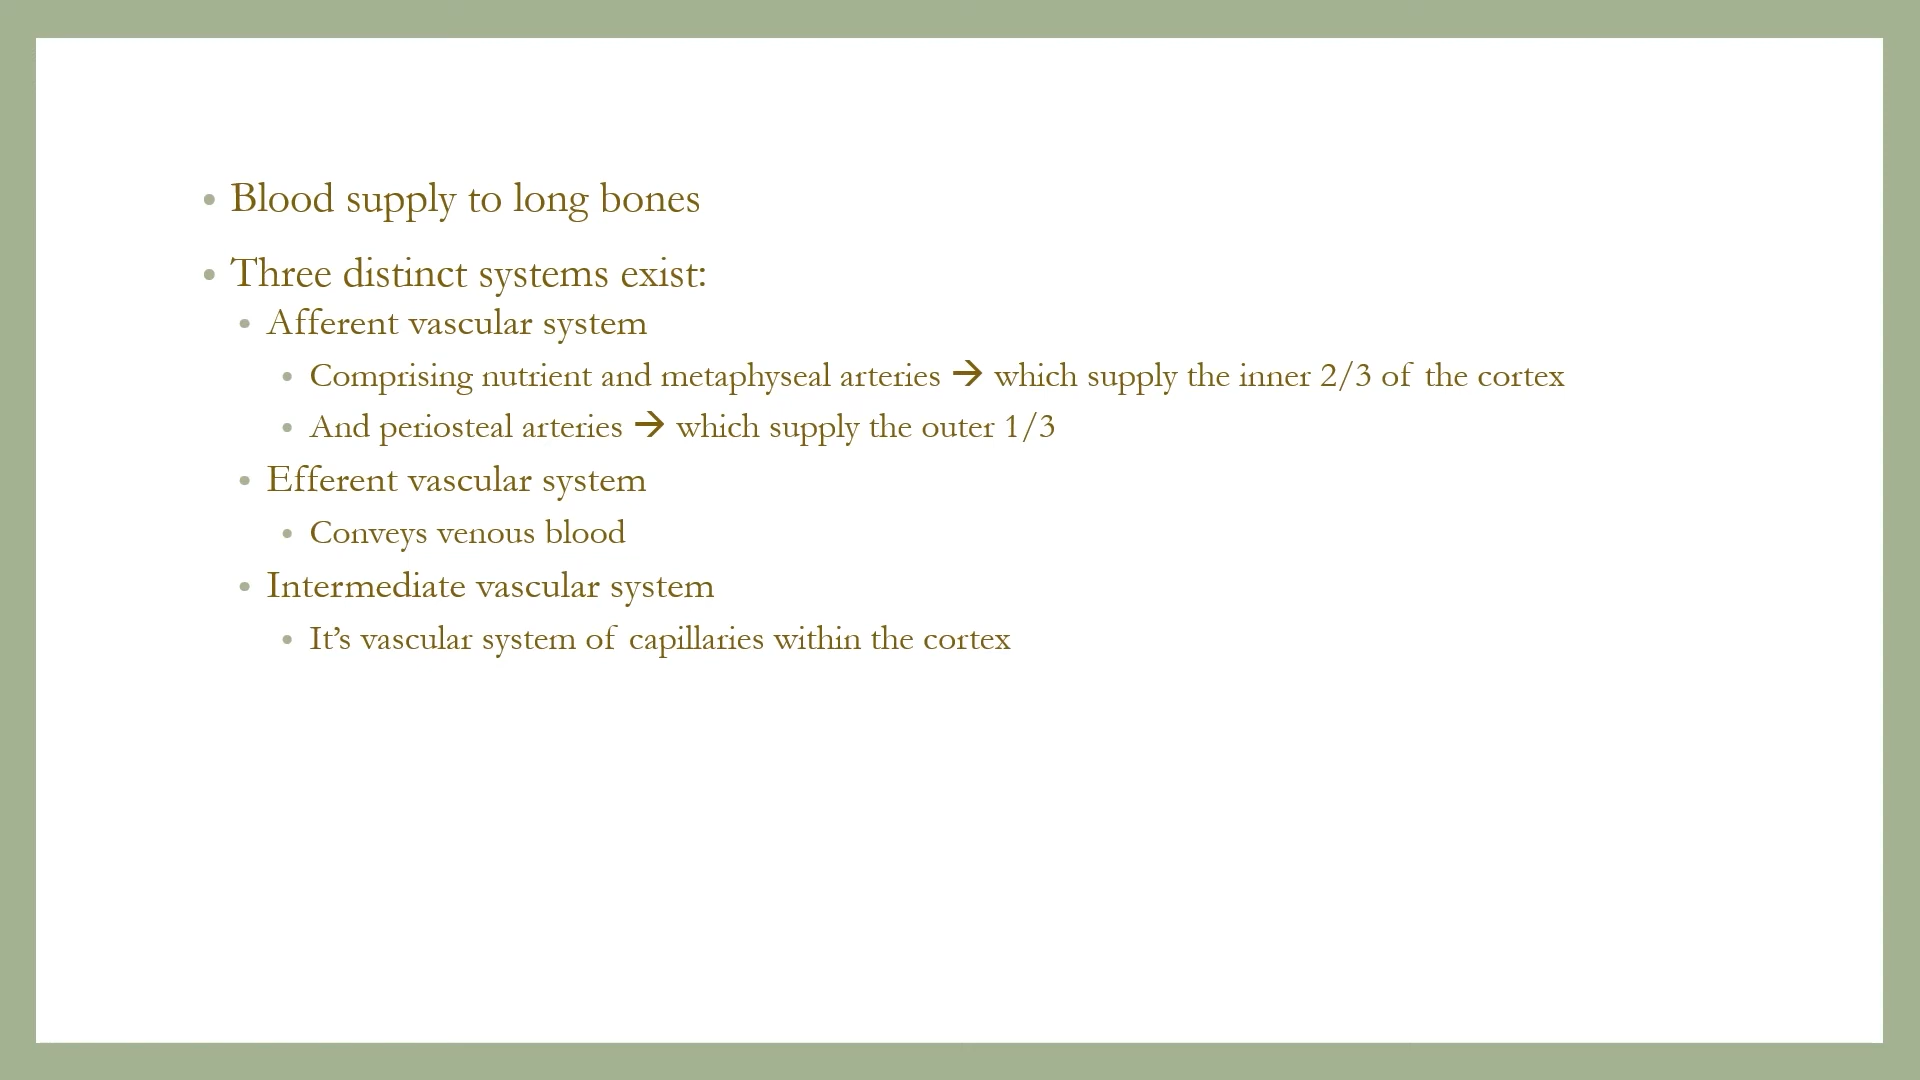 • Blood supply to long bones
• Three distinct systems exist:
• Afferent vascular system
• Comprising nutrient and metaphyseal arteries → which supply the inner 2/3 of the cortex
• And periosteal arteries → which supply the outer 1/3
• Efferent vascular system
• Conveys venous blood
• Intermediate vascular system
• It’s vascular system of capillaries within the cortex